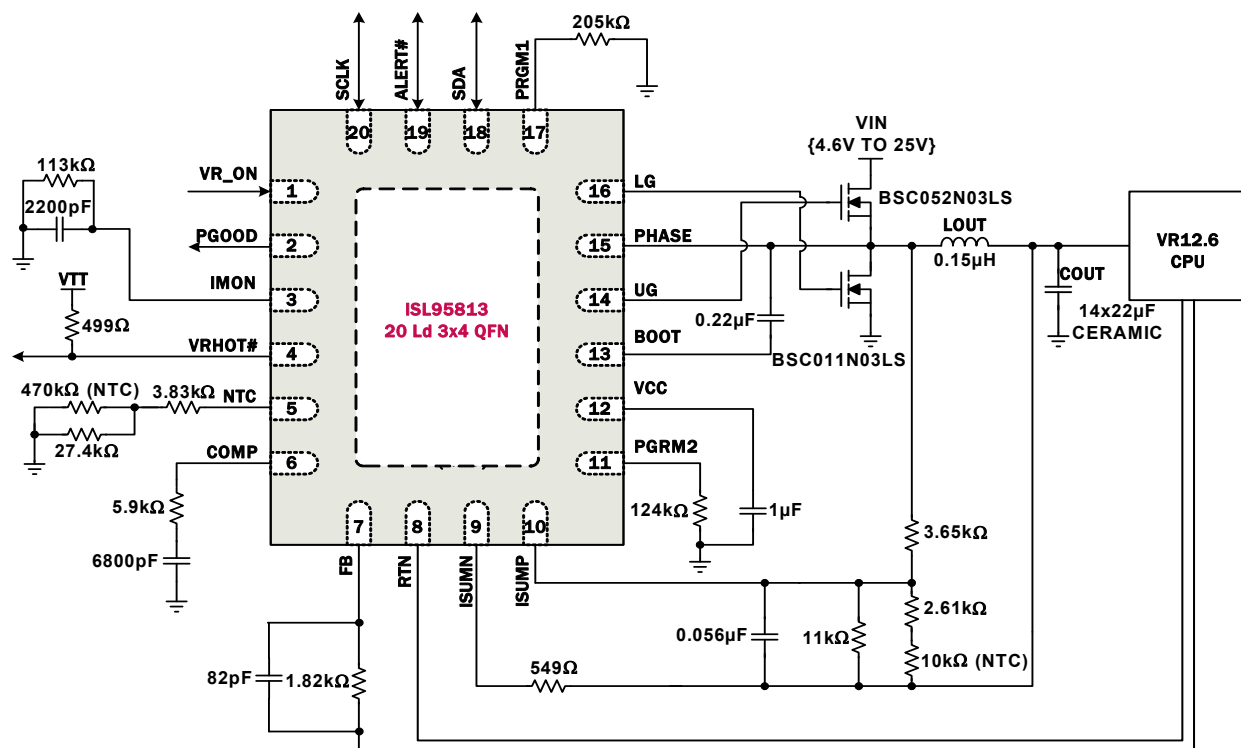 205kΩ
SCLK
ALERT#
SDA
PRGM1
20
19
18
17
VIN
{4.6V TO 25V}
113kΩ
2200pF
VR_ON
1
16
LG
BSC052N03LS
PGOOD
2
15
PHASE
LOUT
0.15µH
VR12.6
CPU
VTT
IMON
3
ISL95813
20 Ld 3x4 QFN
14
UG
COUT
14x22µF
CERAMIC
499Ω
0.22µF
VRHOT#
4
13
BOOT
BSC011N03LS
470kΩ (NTC)
3.83kΩ
NTC
5
12
VCC
27.4kΩ
COMP
6
11
PGRM2
5.9kΩ
124kΩ
1µF
7
8
9
10
3.65kΩ
6800pF
FB
RTN
ISUMN
ISUMP
2.61kΩ
0.056µF
11kΩ
10kΩ (NTC)
549Ω
82pF
1.82kΩ